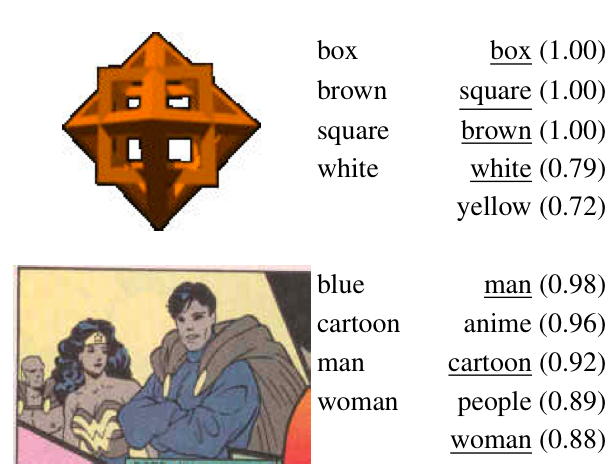 box box (1.00)
brown square (1.00)
square brown (1.00)
white white (0.79)
yellow (0.72)
blue man (0.98)
cartoon anime (0.96)
man cartoon (0.92)
woman people (0.89)
woman (0.88)